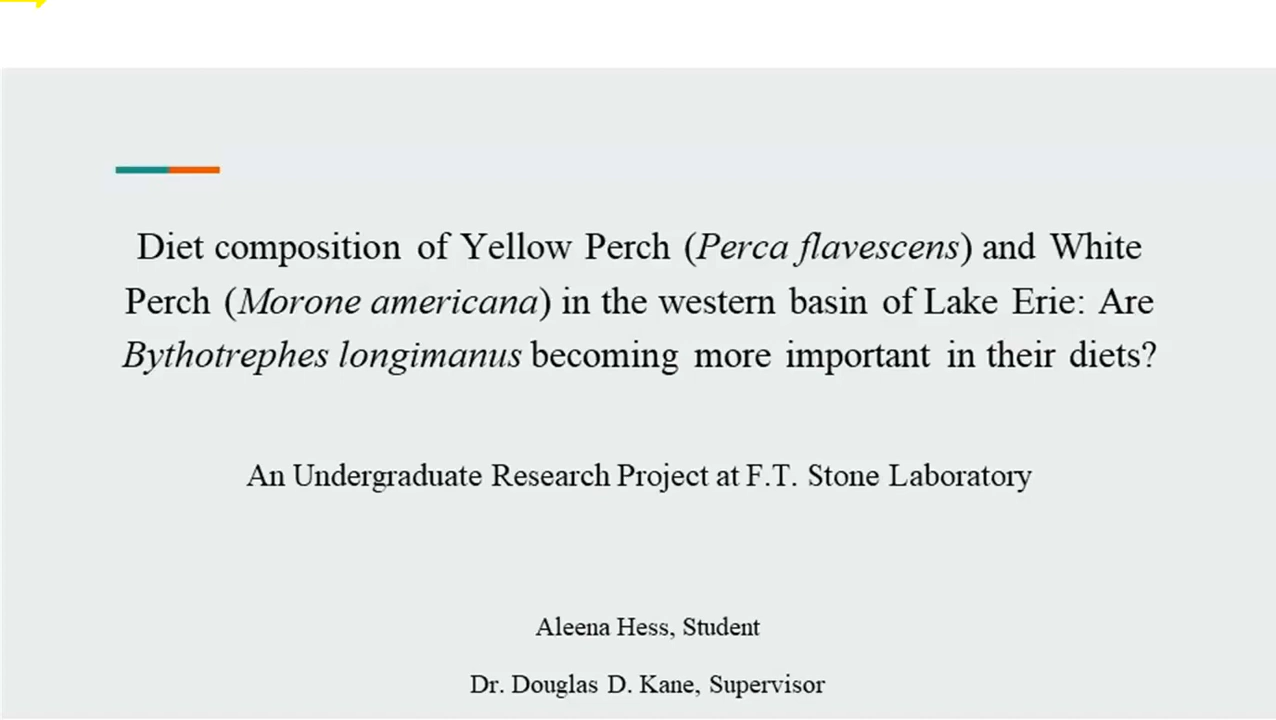 Diet composition of Yellow Perch (Perca flavescens) and White
Perch (Morone americana) in the western basin of Lake Erie: Are
Bythotrephes longimanus becoming more important in their diets?
An Undergraduate Research Project at F.T. Stone Laboratory
Aleena Hess, Student
Dr. Douglas D. Kane, Supervisor